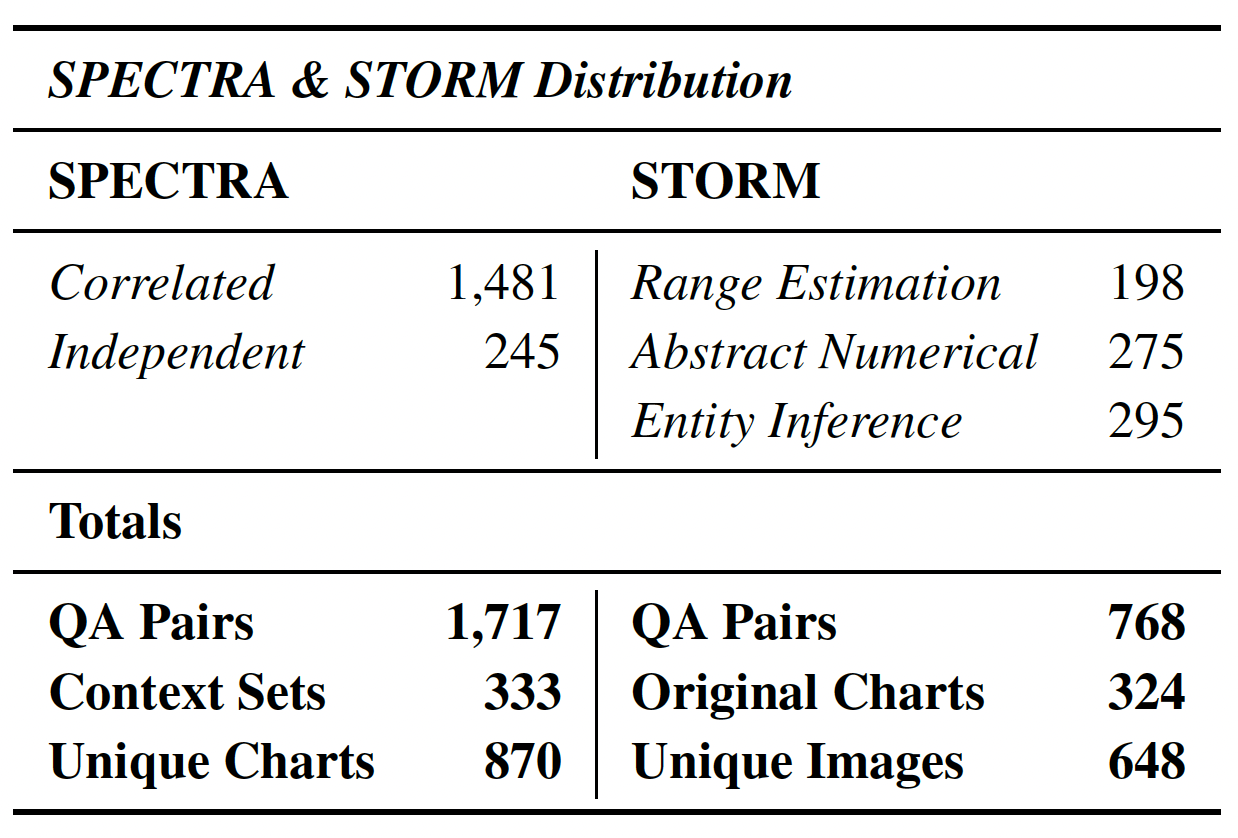 SPECTRA & STORM Distribution
SPECTRA STORM
Correlated 1,481 Range Estimation 198
Independent 245 Abstract Numerical 275
Entity Inference 295
Totals
QA Pairs 1,717 QA Pairs 768
Context Sets 333 Original Charts 324
Unique Charts 870 Unique Images 648